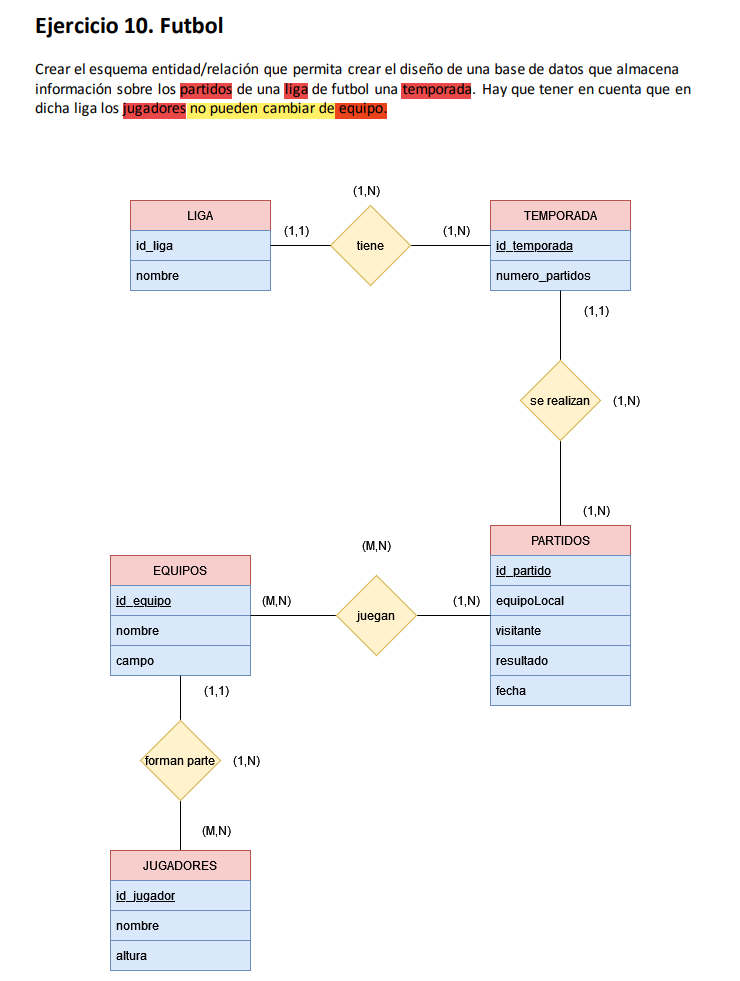 Ejercicio 10. Futbol
Crear el esquema entidad/relación que permita crear el diseño de una base de datos que almacena
información sobre los partidos de una liga de futbol una temporada. Hay que tener en cuenta que en
dicha liga los jugadores no pueden cambiar de equipo.
(1,N)
LIGA
TEMPORADA
(1,1)
(1,N)
id_liga
tiene
id_temporada
nombre
numero_partidos
(1,1)
se realizan
(1,N)
(1,N)
PARTIDOS
(M,N)
EQUIPOS
id_partido
id_equipo
(M,N)
(1,N)
equipoLocal
juegan
nombre
visitante
campo
resultado
(1,1)
fecha
forman parte
(1,N)
(M,N)
JUGADORES
id_jugador
nombre
altura